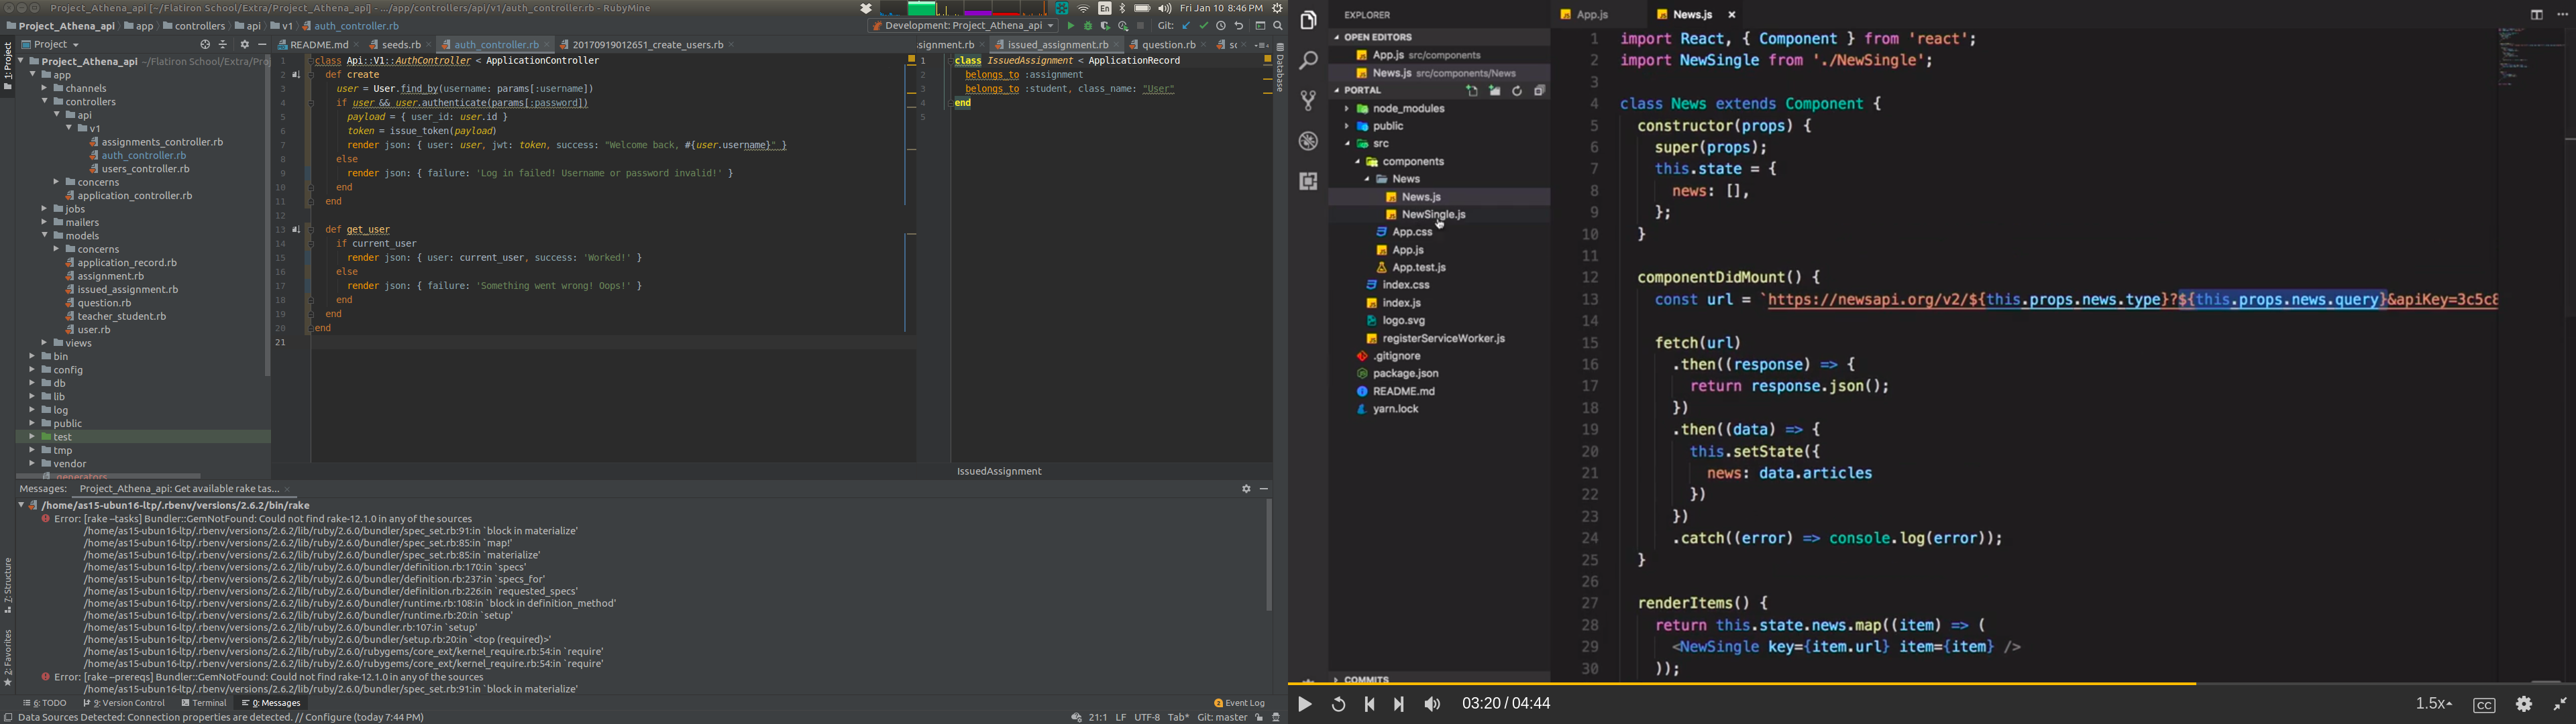 Project_Athena_api [~/Flatiron School/Extra/Project_Athena_api] - .../app/controllers/api/v1/auth_controller.rb - RubyMine
En
Fri Jan 10 8:46 PM
Project_Athena_api
app
controllers
api
v1
auth_controller.rb
Development: Project_Athena_api
Git:
1: Project
Project
README.md
seeds.rb
auth_controller.rb
20170919012651_create_users.rb
signment.rb
issued_assignment.rb
question.rb
Database
Project_Athena_api ~/Flatiron School/Extra/Proj
app
channels
controllers
api
v1
assignments_controller.rb
auth_controller.rb
users_controller.rb
concerns
application_controller.rb
jobs
mailers
models
concerns
application_record.rb
assignment.rb
issued_assignment.rb
question.rb
teacher_student.rb
user.rb
views
bin
config
db
lib
log
public
test
tmp
vendor
generators
1 class Api::V1::AuthController < ApplicationController
2 def create
3 user = User.find_by(username: params[:username])
4 if user && user.authenticate(params[:password])
5 payload = { user_id: user.id }
6 token = issue_token(payload)
7 render json: { user: user, jwt: token, success: "Welcome back, #{user.username}" }
8 else
9 render json: { failure: 'Log in failed! Username or password invalid!' }
10 end
11 end
12
13 def get_user
14 if current_user
15 render json: { user: current_user, success: 'Worked!' }
16 else
17 render json: { failure: 'Something went wrong! Oops!' }
18 end
19 end
20 end
21
1 class IssuedAssignment < ApplicationRecord
2 belongs_to :assignment
3 belongs_to :student, class_name: "User"
4 end
5
IssuedAssignment
Messages: Project_Athena_api: Get available rake tas...
/home/as15-ubun16-ltp/.rbenv/versions/2.6.2/bin/rake
Error: [rake --tasks] Bundler::GemNotFound: Could not find rake-12.1.0 in any of the sources
/home/as15-ubun16-ltp/.rbenv/versions/2.6.2/lib/ruby/2.6.0/bundler/spec_set.rb:91:in `block in materialize'
/home/as15-ubun16-ltp/.rbenv/versions/2.6.2/lib/ruby/2.6.0/bundler/spec_set.rb:85:in `map!'
/home/as15-ubun16-ltp/.rbenv/versions/2.6.2/lib/ruby/2.6.0/bundler/spec_set.rb:85:in `materialize'
/home/as15-ubun16-ltp/.rbenv/versions/2.6.2/lib/ruby/2.6.0/bundler/definition.rb:170:in `specs'
/home/as15-ubun16-ltp/.rbenv/versions/2.6.2/lib/ruby/2.6.0/bundler/definition.rb:237:in `specs_for'
/home/as15-ubun16-ltp/.rbenv/versions/2.6.2/lib/ruby/2.6.0/bundler/definition.rb:226:in `requested_specs'
/home/as15-ubun16-ltp/.rbenv/versions/2.6.2/lib/ruby/2.6.0/bundler/runtime.rb:108:in `block in definition_method'
/home/as15-ubun16-ltp/.rbenv/versions/2.6.2/lib/ruby/2.6.0/bundler/runtime.rb:20:in `setup'
/home/as15-ubun16-ltp/.rbenv/versions/2.6.2/lib/ruby/2.6.0/bundler.rb:107:in `setup'
/home/as15-ubun16-ltp/.rbenv/versions/2.6.2/lib/ruby/2.6.0/bundler/setup.rb:20:in `<top (required)>'
/home/as15-ubun16-ltp/.rbenv/versions/2.6.2/lib/ruby/2.6.0/rubygems/core_ext/kernel_require.rb:54:in `require'
/home/as15-ubun16-ltp/.rbenv/versions/2.6.2/lib/ruby/2.6.0/rubygems/core_ext/kernel_require.rb:54:in `require'
Error: [rake --prereqs] Bundler::GemNotFound: Could not find rake-12.1.0 in any of the sources
/home/as15-ubun16-ltp/.rbenv/versions/2.6.2/lib/ruby/2.6.0/bundler/spec_set.rb:91:in `block in materialize'
7: Structure
2: Favorites
6: TODO 9: Version Control Terminal 0: Messages
2 Event Log
Data Sources Detected: Connection properties are detected. // Configure (today 7:44 PM)
21:1 LF UTF-8 Tab* Git: master
EXPLORER
OPEN EDITORS
App.js src/components
News.js src/components/News
PORTAL
node_modules
public
src
components
News
News.js
NewSingle.js
App.css
App.js
App.test.js
index.css
index.js
logo.svg
registerServiceWorker.js
.gitignore
package.json
README.md
yarn.lock
COMMITS
App.js
News.js
1 import React, { Component } from 'react';
2 import NewSingle from './NewSingle';
3
4 class News extends Component {
5 constructor(props) {
6 super(props);
7 this.state = {
8 news: [],
9 };
10 }
11
12 componentDidMount() {
13 const url = `https://newsapi.org/v2/${this.props.news.type}?${this.props.news.query}&apiKey=3c5c8
14
15 fetch(url)
16 .then((response) => {
17 return response.json();
18 })
19 .then((data) => {
20 this.setState({
21 news: data.articles
22 })
23 })
24 .catch((error) => console.log(error));
25 }
26
27 renderItems() {
28 return this.state.news.map((item) => (
29 <NewSingle key={item.url} item={item} />
30 ));
03:20 / 04:44
1.5x
CC